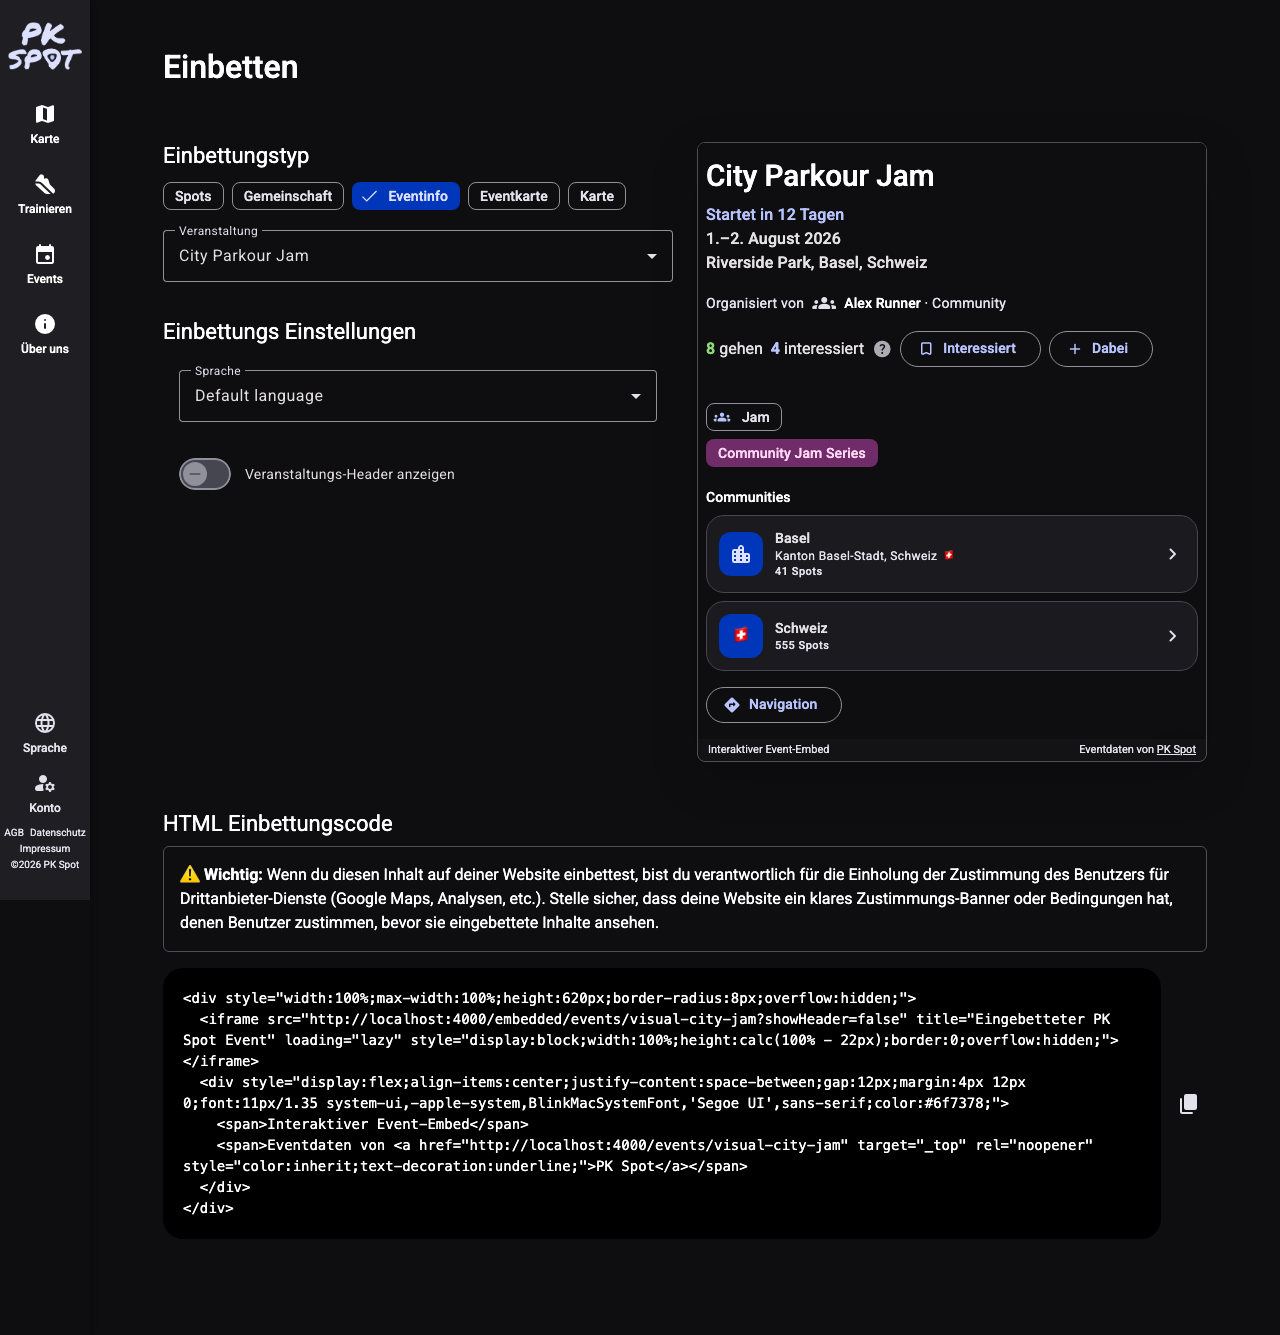 PK
SPOT
Karte
Trainieren
Events
Über uns
Sprache
Konto
AGB Datenschutz
Impressum
©2026 PK Spot
Einbetten
Einbettungstyp
Spots
Gemeinschaft
Eventinfo
Eventkarte
Karte
Veranstaltung
City Parkour Jam
Einbettungs Einstellungen
Sprache
Default language
Veranstaltungs-Header anzeigen
City Parkour Jam
Startet in 12 Tagen
1.–2. August 2026
Riverside Park, Basel, Schweiz
Organisiert von Alex Runner · Community
8 gehen 4 interessiert ? Interessiert Dabei
Jam
Community Jam Series
Communities
Basel
Kanton Basel-Stadt, Schweiz 🇨🇭
41 Spots
Schweiz
555 Spots
Navigation
Interaktiver Event-Embed Eventdaten von PK Spot
HTML Einbettungscode
⚠️ Wichtig: Wenn du diesen Inhalt auf deiner Website einbettest, bist du verantwortlich für die Einholung der Zustimmung des Benutzers für
Drittanbieter-Dienste (Google Maps, Analysen, etc.). Stelle sicher, dass deine Website ein klares Zustimmungs-Banner oder Bedingungen hat,
denen Benutzer zustimmen, bevor sie eingebettete Inhalte ansehen.
<div style="width:100%;max-width:100%;height:620px;border-radius:8px;overflow:hidden;">
  <iframe src="http://localhost:4000/embedded/events/visual-city-jam?showHeader=false" title="Eingebetteter PK
Spot Event" loading="lazy" style="display:block;width:100%;height:calc(100% - 22px);border:0;overflow:hidden;">
</iframe>
  <div style="display:flex;align-items:center;justify-content:space-between;gap:12px;margin:4px 12px
0;font:11px/1.35 system-ui,-apple-system,BlinkMacSystemFont,'Segoe UI',sans-serif;color:#6f7378;">
    <span>Interaktiver Event-Embed</span>
    <span>Eventdaten von <a href="http://localhost:4000/events/visual-city-jam" target="_top" rel="noopener"
style="color:inherit;text-decoration:underline;">PK Spot</a></span>
  </div>
</div>